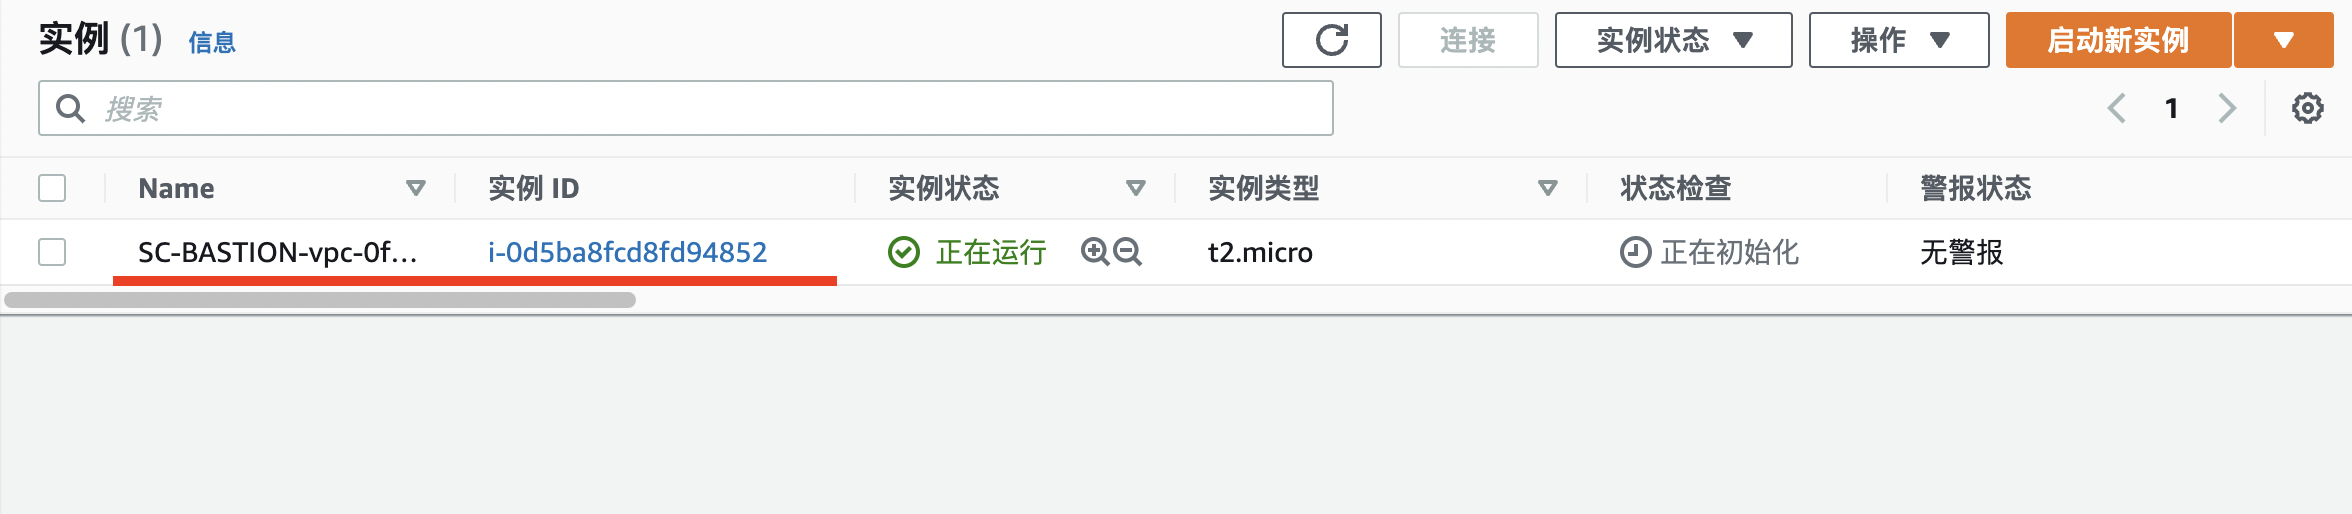 实例 (1) 信息 连接 实例状态 操作 启动新实例
搜索 1
Name 实例 ID 实例状态 实例类型 状态检查 警报状态
SC-BASTION-vpc-0f… i-0d5ba8fcd8fd94852 正在运行 t2.micro 正在初始化 无警报